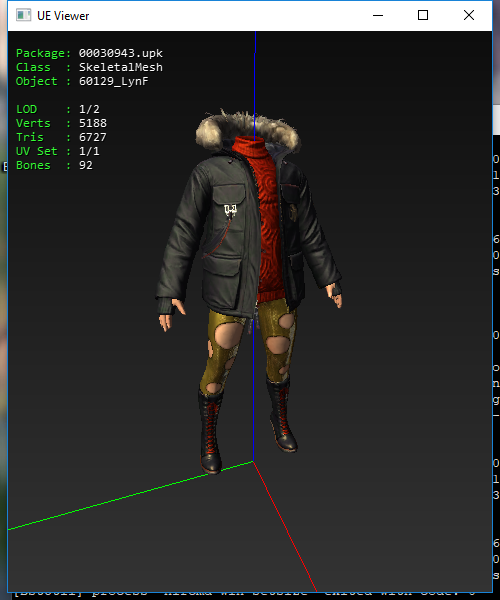 UE Viewer
Package: 00030943.upk
Class : SkeletalMesh
Object : 60129_LynF
LOD : 1/2
Verts : 5188
Tris : 6727
UV Set : 1/1
Bones : 92